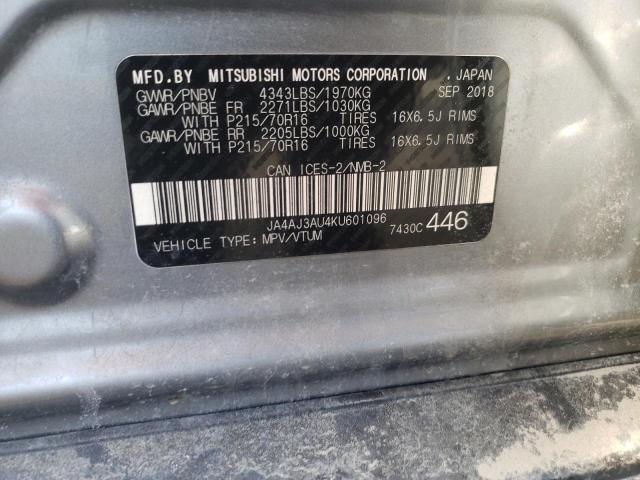 MFD.BY MITSUBISHI MOTORS CORPORATION . JAPAN
GVWR/PNBV 4343LBS/1970KG SEP 2018
GAWR/PNBE FR 2271LBS/1030KG
WITH P215/70R16 TIRES 16X6.5J RIMS
GAWR/PNBE RR 2205LBS/1000KG
WITH P215/70R16 TIRES 16X6.5J RIMS
CAN ICES-2/NMB-2
JA4AJ3AU4KU601096
VEHICLE TYPE: MPV/VTUM 7430C 446